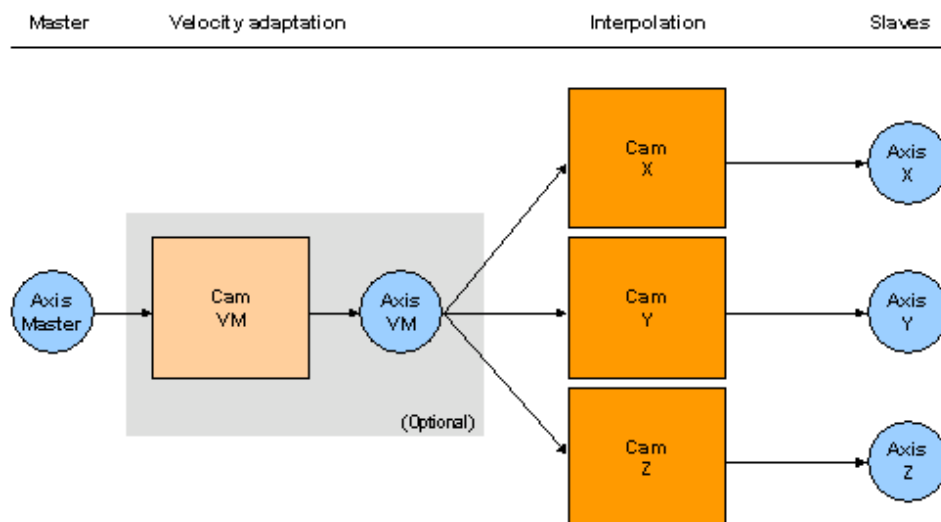 Master Velocity adaptation Interpolation Slaves
Cam
X
Axis
X
Axis
Master
Cam
VM
Axis
VM
(Optional)
Cam
Y
Axis
Y
Cam
Z
Axis
Z